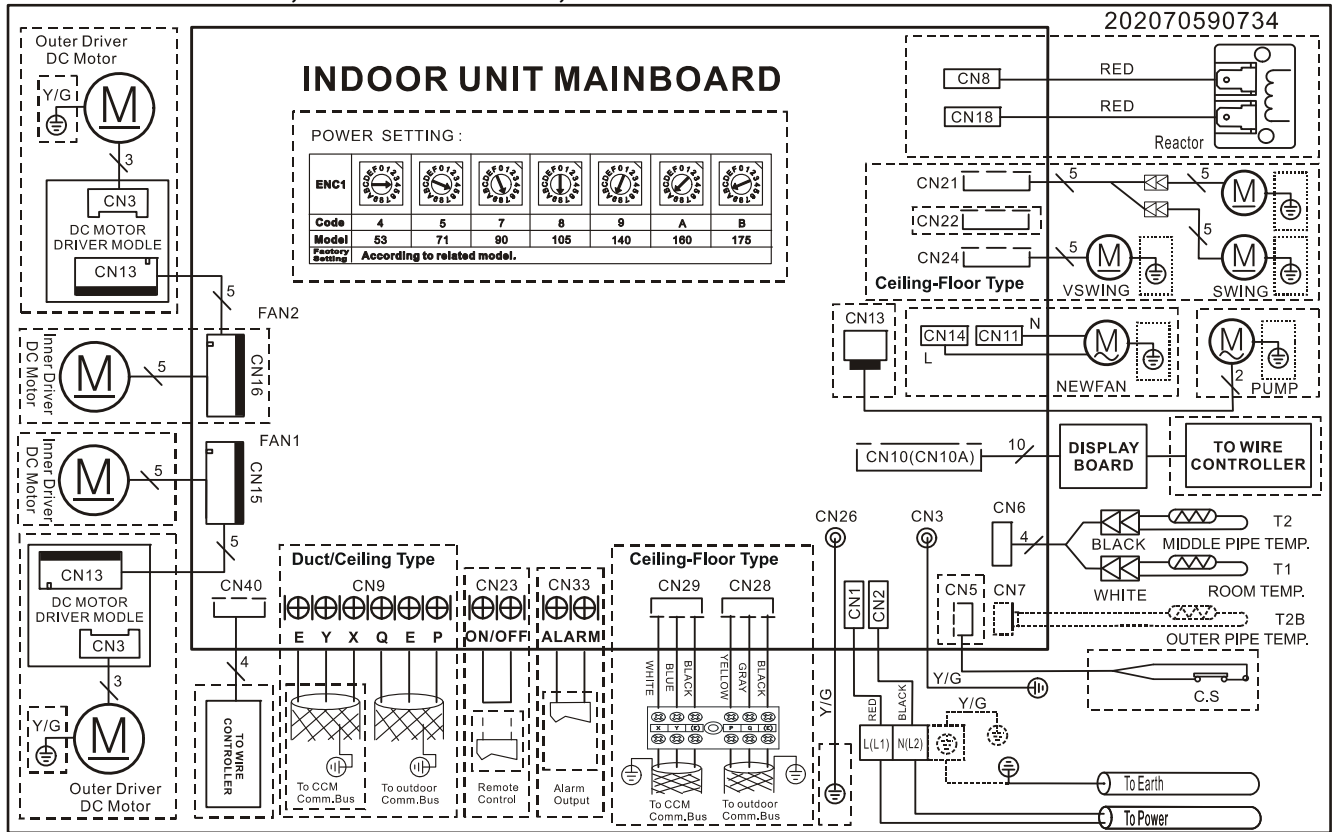 202070590734
Outer Driver
DC Motor
Y/G
M
3
CN3
DC MOTOR
DRIVER MODLE
CN13
5
FAN2
Inner Driver
DC Motor
M
5
CN16
FAN1
Inner Driver
DC Motor
M
5
CN15
5
CN13
DC MOTOR
DRIVER MODLE
CN3
3
Y/G
M
Outer Driver
DC Motor
INDOOR UNIT MAINBOARD
POWER SETTING :
ENC1
Code 4 5 7 8 9 A B
Model 53 71 90 105 140 160 175
Factory Setting According to related model.
CN8 RED
CN18 RED
Reactor
CN21 5 5 M
CN22
5
CN24 5 M M
Ceiling-Floor Type VSWING SWING
CN13
CN14 CN11 N M
L
NEWFAN
M
2
PUMP
CN10(CN10A) 10 DISPLAY BOARD TO WIRE CONTROLLER
CN26 CN3 CN6
4
BLACK T2
MIDDLE PIPE TEMP.
WHITE T1
ROOM TEMP.
CN5 CN7 T2B
OUTER PIPE TEMP.
C.S
CN1 CN2
Y/G
RED BLACK
Y/G
Y/G
L(L1) N(L2)
To Earth
To Power
CN40
4
TO WIRE
CONTROLLER
Duct/Ceiling Type
CN9
E Y X Q E P
To CCM
Comm.Bus
To outdoor
Comm.Bus
CN23
ON/OFF
Remote
Control
CN33
ALARM
Alarm
Output
Ceiling-Floor Type
CN29 CN28
WHITE BLUE BLACK YELLOW GRAY BLACK
X Y E P Q E
To CCM
Comm.Bus
To outdoor
Comm.Bus